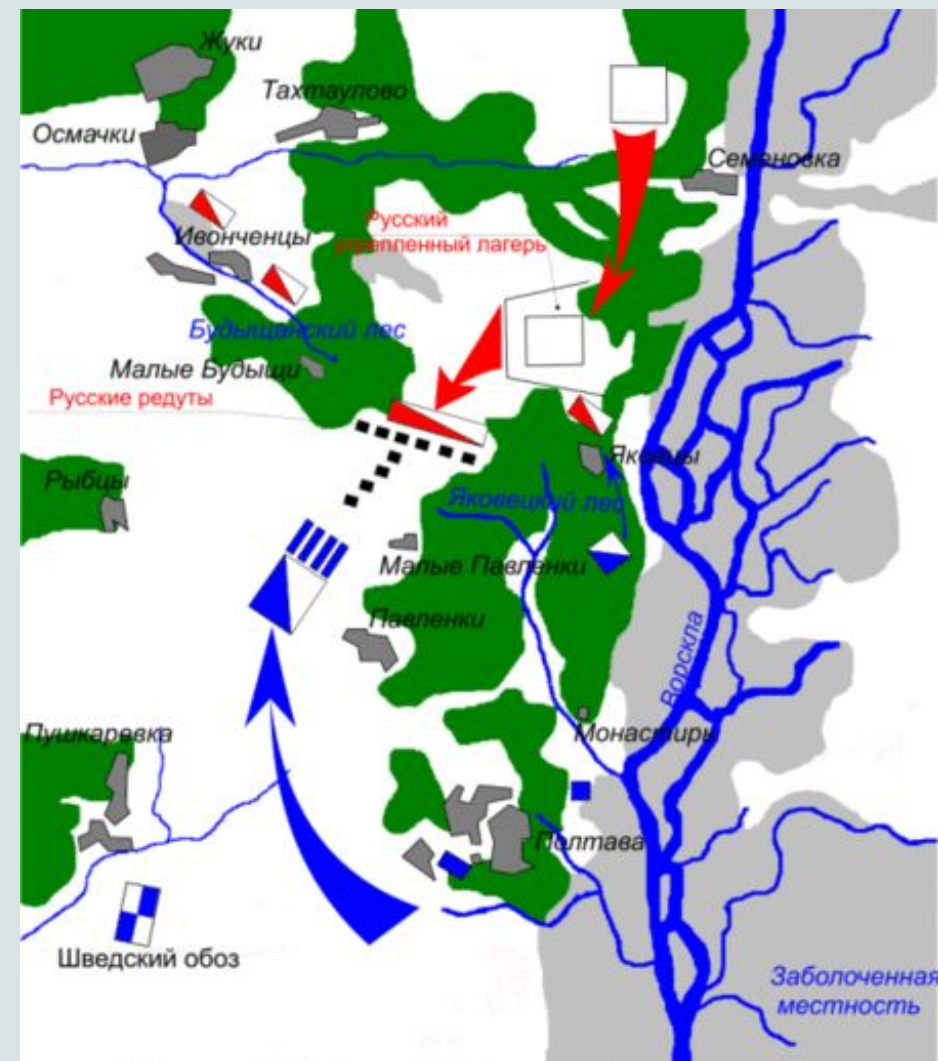 Жуки
Тахтаулово
Осмачки
Семеновка
Русский
укрепленный лагерь
Ивонченцы
Будыщанский лес
Малые Будыщи
Русские редуты
Яковцы
Рыбцы
Яковецкий лес
Малые Павленки
Павленки
Ворскла
Пушкаревка
Монастырь
Полтава
Шведский обоз
Заболоченная
местность